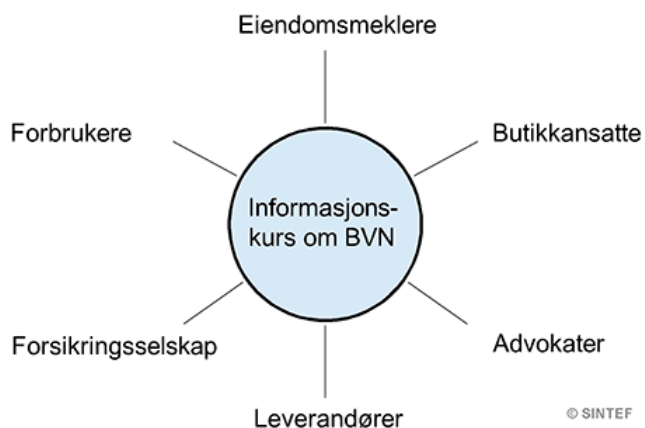 Eiendomsmeklere
Forbrukere
Butikkansatte
Informasjons-
kurs om BVN
Forsikringsselskap
Advokater
Leverandører
© SINTEF